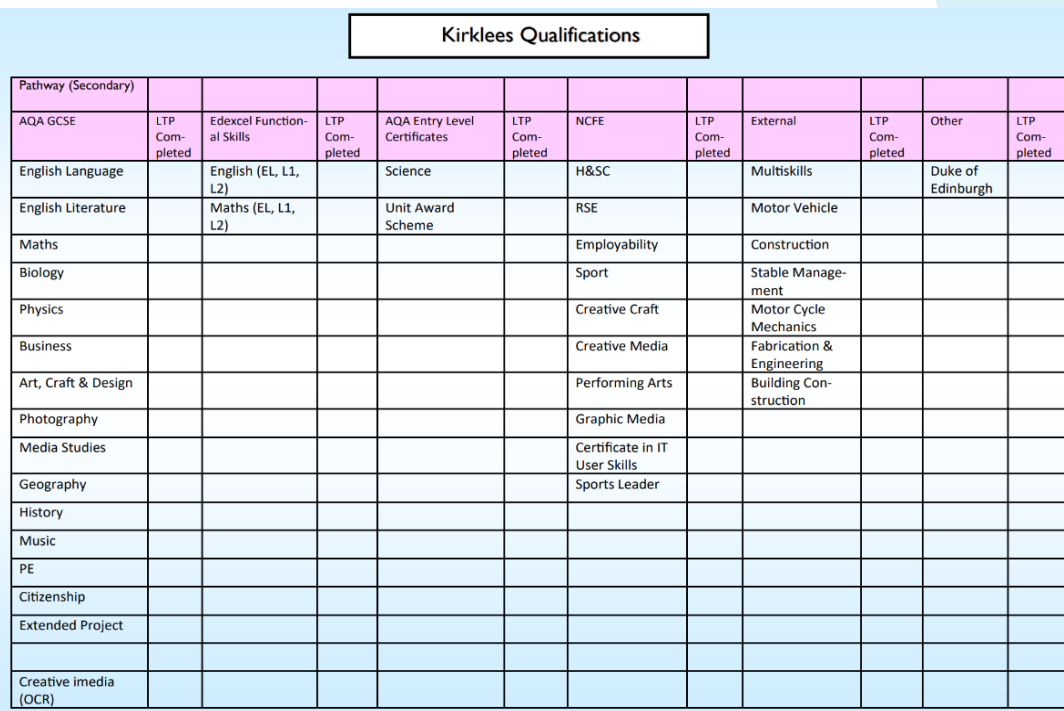 Kirklees Qualifications
Pathway (Secondary)
AQA GCSE LTP Com- pleted Edexcel Function- al Skills LTP Com- pleted AQA Entry Level Certificates LTP Com- pleted NCFE LTP Com- pleted External LTP Com- pleted Other LTP Com- pleted
English Language English (EL, L1, L2) Science H&SC Multiskills Duke of Edinburgh
English Literature Maths (EL, L1, L2) Unit Award Scheme RSE Motor Vehicle
Maths Employability Construction
Biology Sport Stable Manage- ment
Physics Creative Craft Motor Cycle Mechanics
Business Creative Media Fabrication & Engineering
Art, Craft & Design Performing Arts Building Con- struction
Photography Graphic Media
Media Studies Certificate in IT User Skills
Geography Sports Leader
History
Music
PE
Citizenship
Extended Project
Creative imedia (OCR)